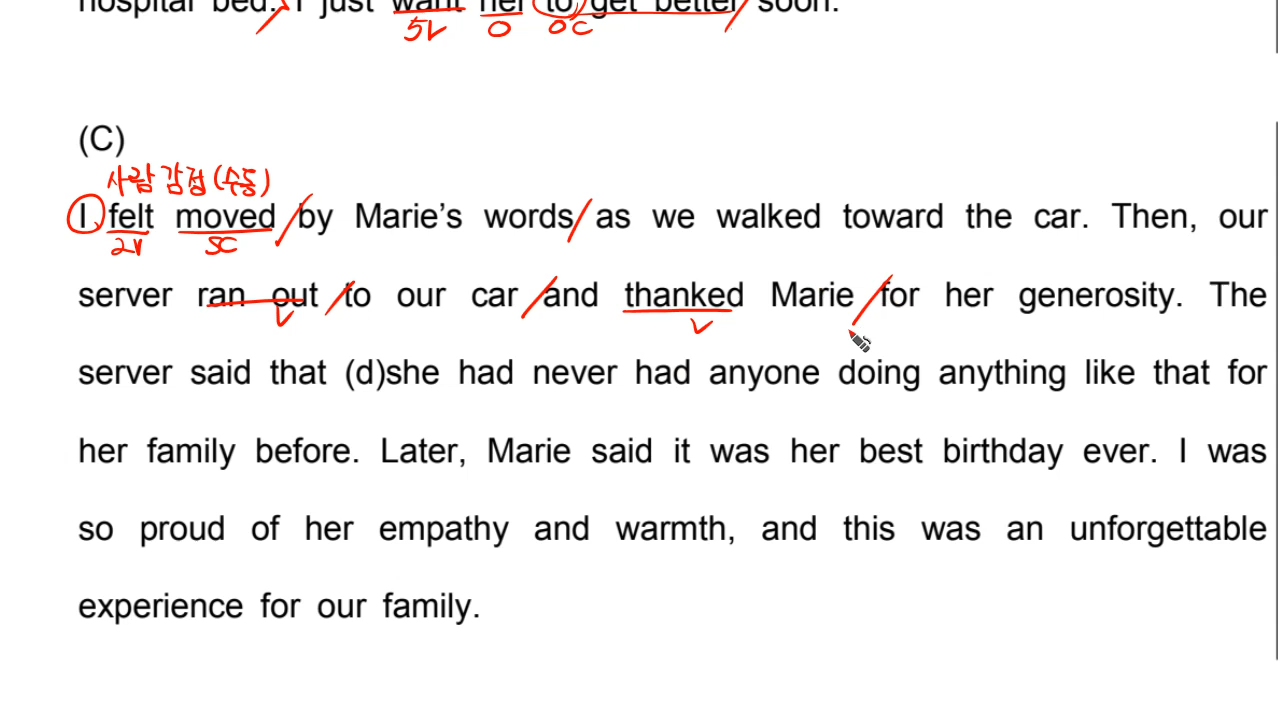 hospital bed. I just want her to get better soon.
5V O OC
(C)
사람 감정 (수동)
I felt moved by Marie's words as we walked toward the car. Then, our
2V SC
server ran out to our car and thanked Marie for her generosity. The
V V
server said that (d)she had never had anyone doing anything like that for
her family before. Later, Marie said it was her best birthday ever. I was
so proud of her empathy and warmth, and this was an unforgettable
experience for our family.